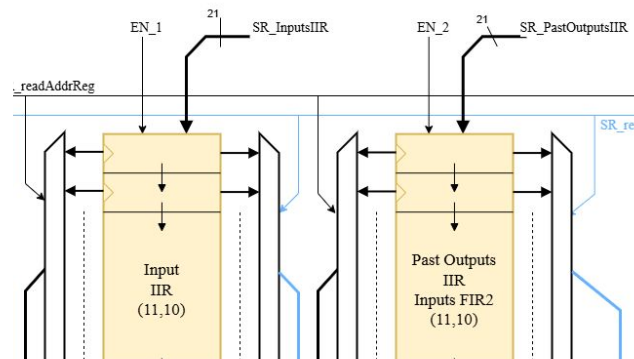 21
21
EN_1
SR_InputsIIR
EN_2
SR_PastOutputsIIR
_readAddrReg
SR_re
Input
IIR
(11,10)
Past Outputs
IIR
Inputs FIR2
(11,10)